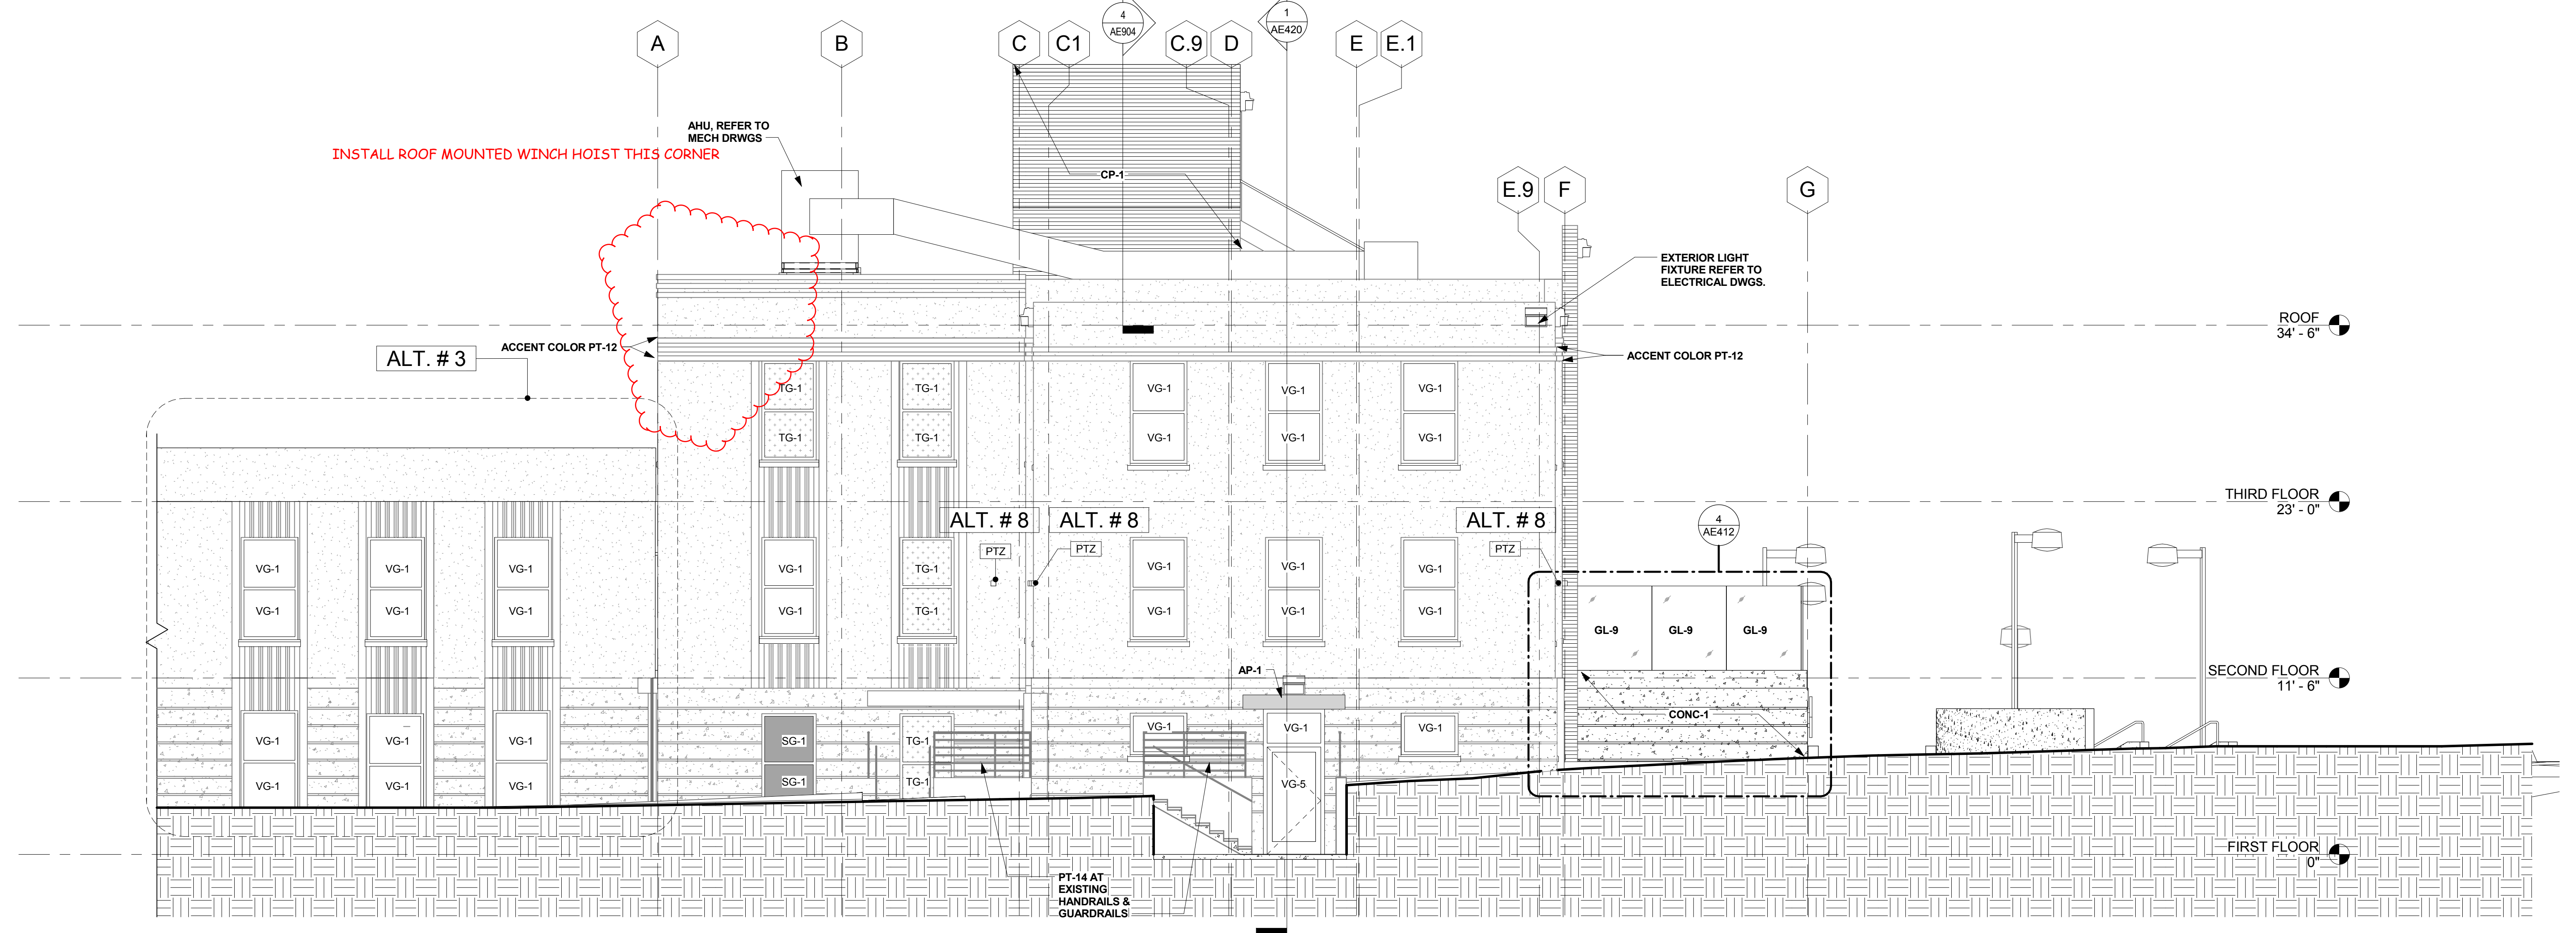 4
AE904
1
AE420
A
B
C
C1
C.9
D
E
E.1
AHU, REFER TO
MECH DRWGS
INSTALL ROOF MOUNTED WINCH HOIST THIS CORNER
CP-1
E.9
F
G
EXTERIOR LIGHT
FIXTURE REFER TO
ELECTRICAL DWGS.
ROOF
34' - 6"
ACCENT COLOR PT-12
ACCENT COLOR PT-12
ALT. # 3
TG-1
TG-1
VG-1
VG-1
VG-1
TG-1
TG-1
VG-1
VG-1
VG-1
THIRD FLOOR
23' - 0"
ALT. # 8
ALT. # 8
ALT. # 8
4
AE412
PTZ
PTZ
PTZ
VG-1
VG-1
VG-1
VG-1
TG-1
VG-1
VG-1
VG-1
VG-1
VG-1
VG-1
VG-1
TG-1
VG-1
VG-1
VG-1
GL-9
GL-9
GL-9
AP-1
SECOND FLOOR
11' - 6"
CONC-1
VG-1
VG-1
VG-1
SG-1
TG-1
VG-1
VG-1
VG-1
VG-1
VG-1
VG-1
SG-1
TG-1
VG-5
FIRST FLOOR
0"
PT-14 AT
EXISTING
HANDRAILS &
GUARDRAILS